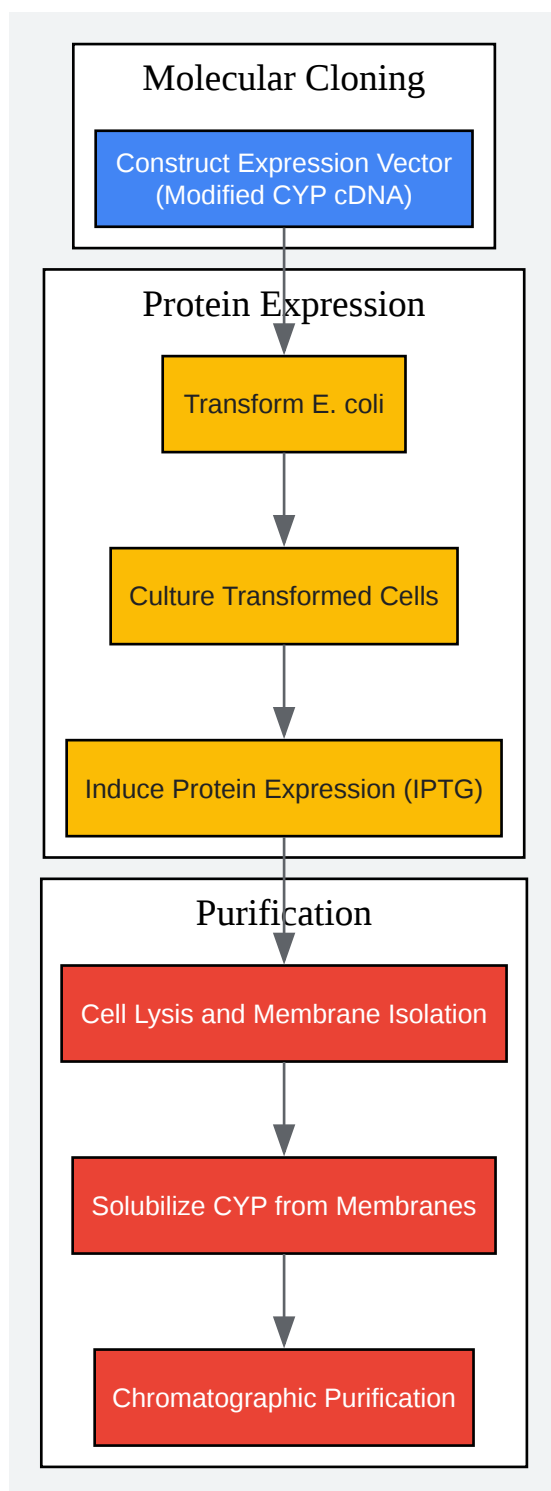 Molecular Cloning
Construct Expression Vector
(Modified CYP cDNA)
Protein Expression
Transform E. coli
Culture Transformed Cells
Induce Protein Expression (IPTG)
Purification
Cell Lysis and Membrane Isolation
Solubilize CYP from Membranes
Chromatographic Purification